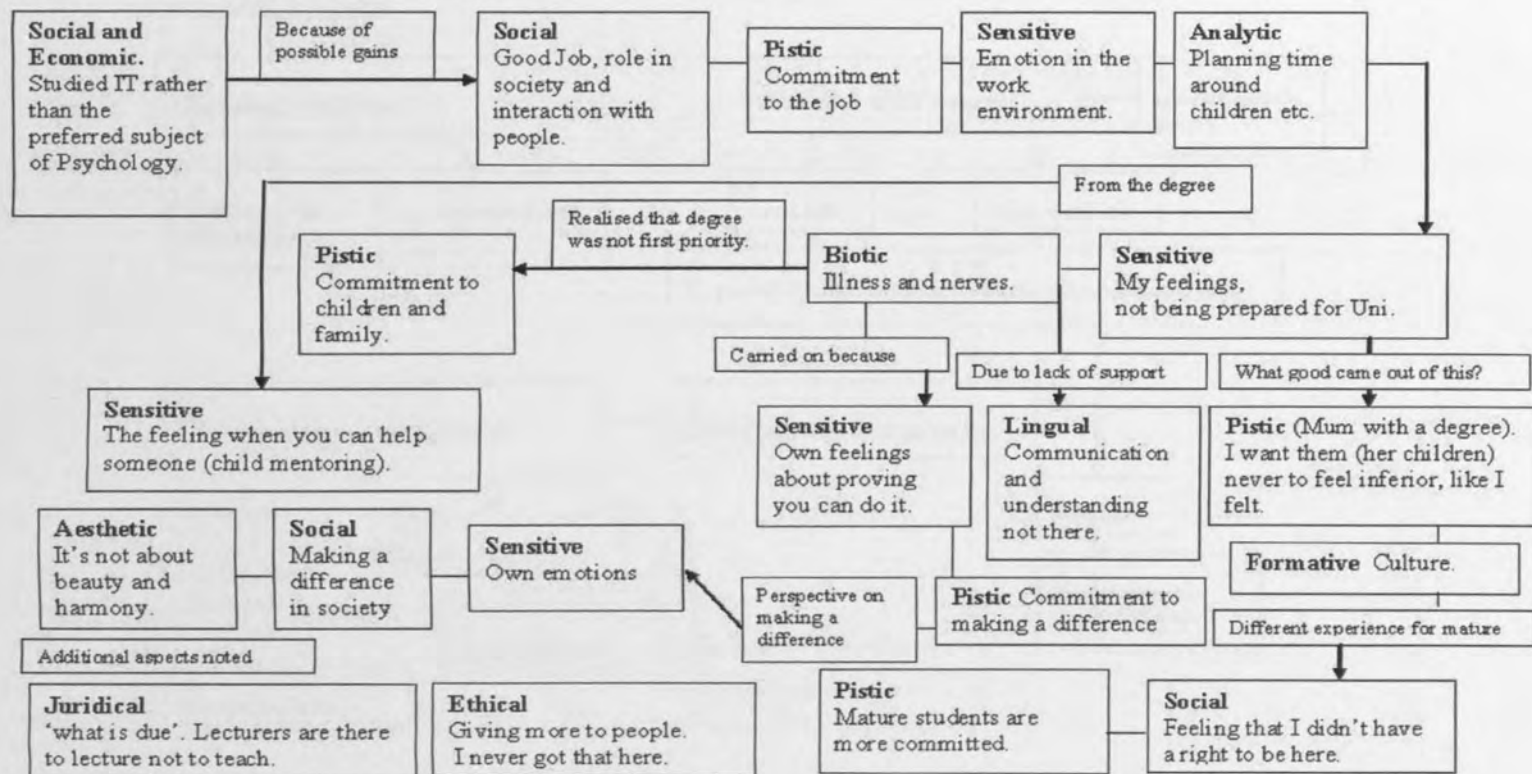 Social and
Economic.
Studied IT rather
than the
preferred subject
of Psychology.
Because of
possible gains
Social
Good Job, role in
society and
interaction with
people.
Pistic
Commitment
to the job
Sensitive
Emotion in the
work
environment.
Analytic
Planning time
around
children etc.
From the degree
Realised that degree
was not first priority.
Pistic
Commitment to
children and
family.
Biotic
Illness and nerves.
Sensitive
My feelings,
not being prepared for Uni.
Carried on because
Due to lack of support
What good came out of this?
Sensitive
The feeling when you can help
someone (child mentoring).
Sensitive
Own feelings
about proving
you can do it.
Lingual
Communication
and
understanding
not there.
Pistic (Mum with a degree).
I want them (her children)
never to feel inferior, like I
felt.
Aesthetic
It's not about
beauty and
harmony.
Social
Making a
difference
in society
Sensitive
Own emotions
Perspective on
making a
difference
Pistic Commitment to
making a difference
Formative Culture.
Different experience for mature
Additional aspects noted
Juridical
'what is due'. Lecturers are there
to lecture not to teach.
Ethical
Giving more to people.
I never got that here.
Pistic
Mature students are
more committed.
Social
Feeling that I didn't have
a right to be here.